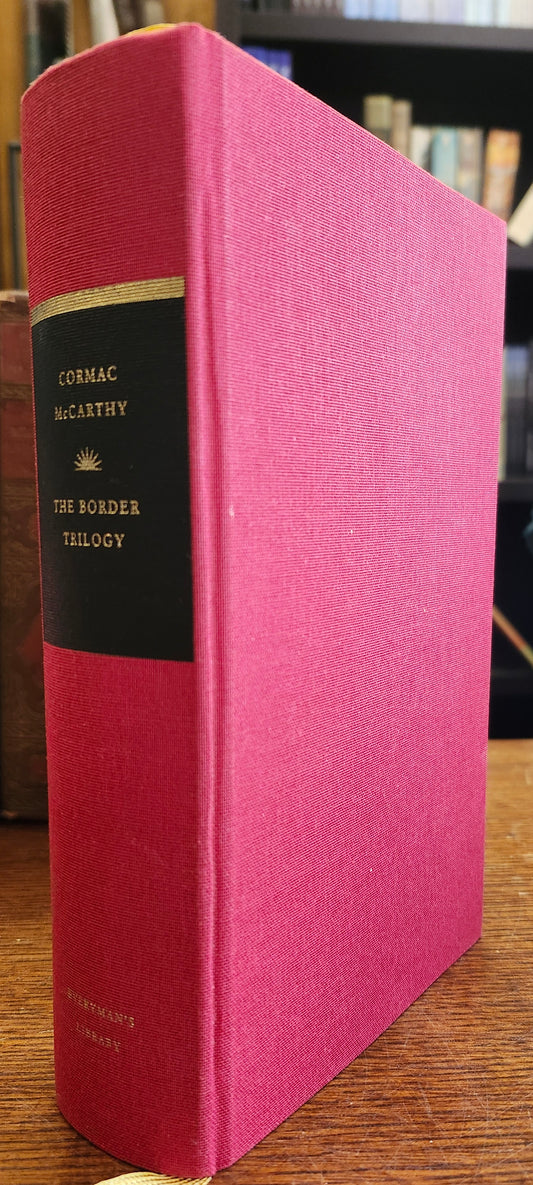 CORMAC
McCARTHY
THE BORDER
TRILOGY
EVERYMAN'S
LIBRARY